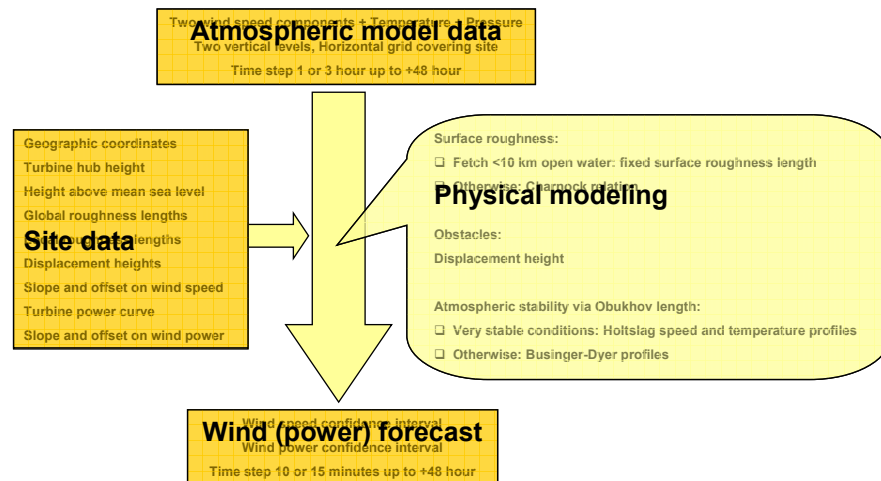 Two wind speed components + Temperature + Pressure
Atmospheric model data
Two vertical levels, Horizontal grid covering site
Time step 1 or 3 hour up to +48 hour
Geographic coordinates
Turbine hub height
Height above mean sea level
Global roughness lengths
Site data
roughness lengths
Displacement heights
Slope and offset on wind speed
Turbine power curve
Slope and offset on wind power
Surface roughness:
❑ Fetch <10 km open water: fixed surface roughness length
❑ Otherwise: Charnock relation
Physical modeling
Obstacles:
Displacement height
Atmospheric stability via Obukhov length:
❑ Very stable conditions: Holtslag speed and temperature profiles
❑ Otherwise: Businger-Dyer profiles
Wind speed confidence interval
Wind (power) forecast
Wind power confidence interval
Time step 10 or 15 minutes up to +48 hour